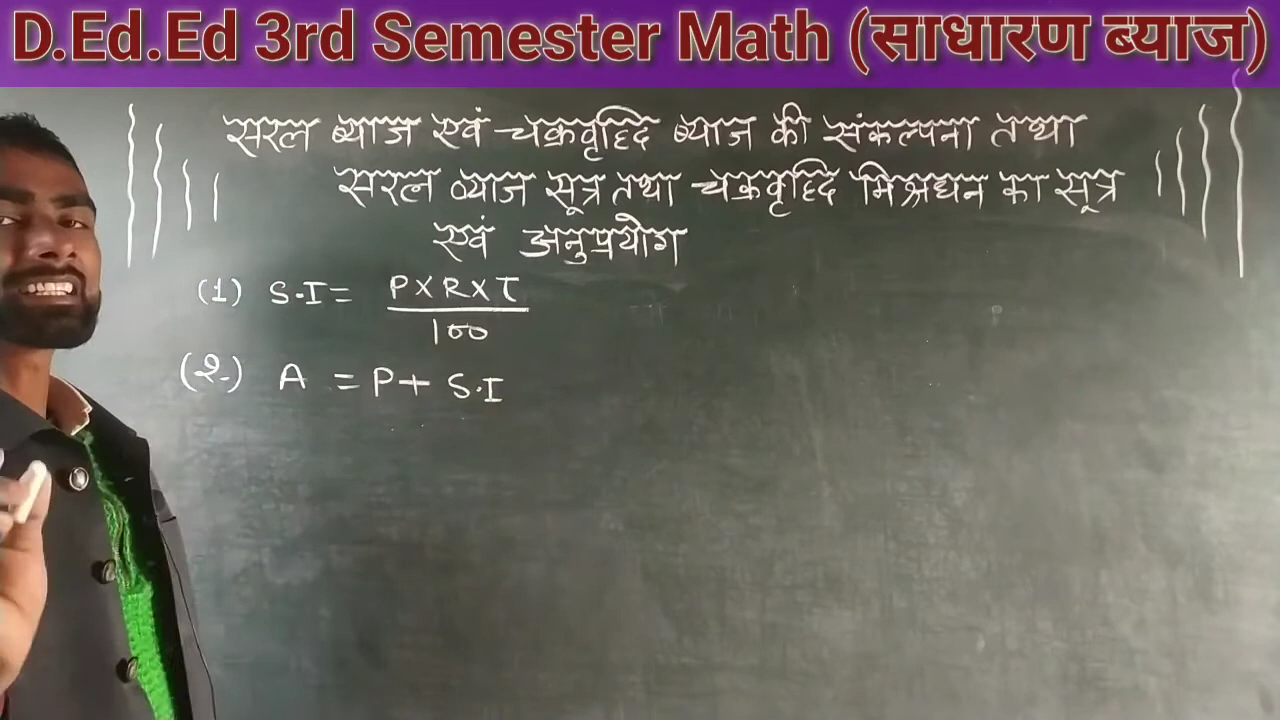 D.Ed.Ed 3rd Semester Math (साधारण ब्याज)
सरल ब्याज एवं चक्रवृद्दि ब्याज की संकल्पना तथा
सरल ब्याज सूत्र तथा चक्रवृद्दि मिश्रधन का सूत्र
एवं अनुप्रयोग
(1) S.I = P×R×T
100
(२.) A = P+ S.I